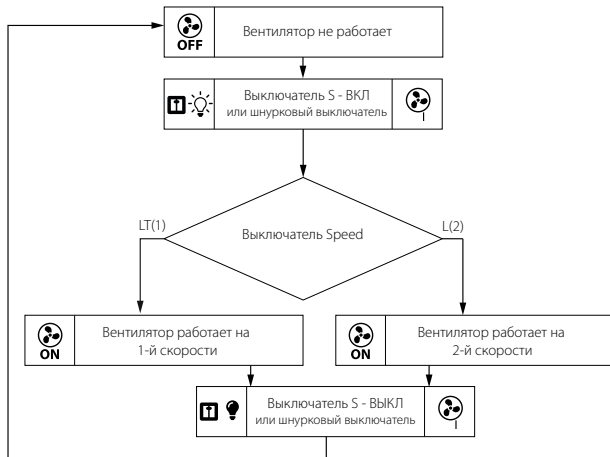 OFF
Вентилятор не работает
Выключатель S - ВКЛ
или шнурковый выключатель
LT(1)
Выключатель Speed
L(2)
ON
Вентилятор работает на
1-й скорости
ON
Вентилятор работает на
2-й скорости
Выключатель S - ВЫКЛ
или шнурковый выключатель